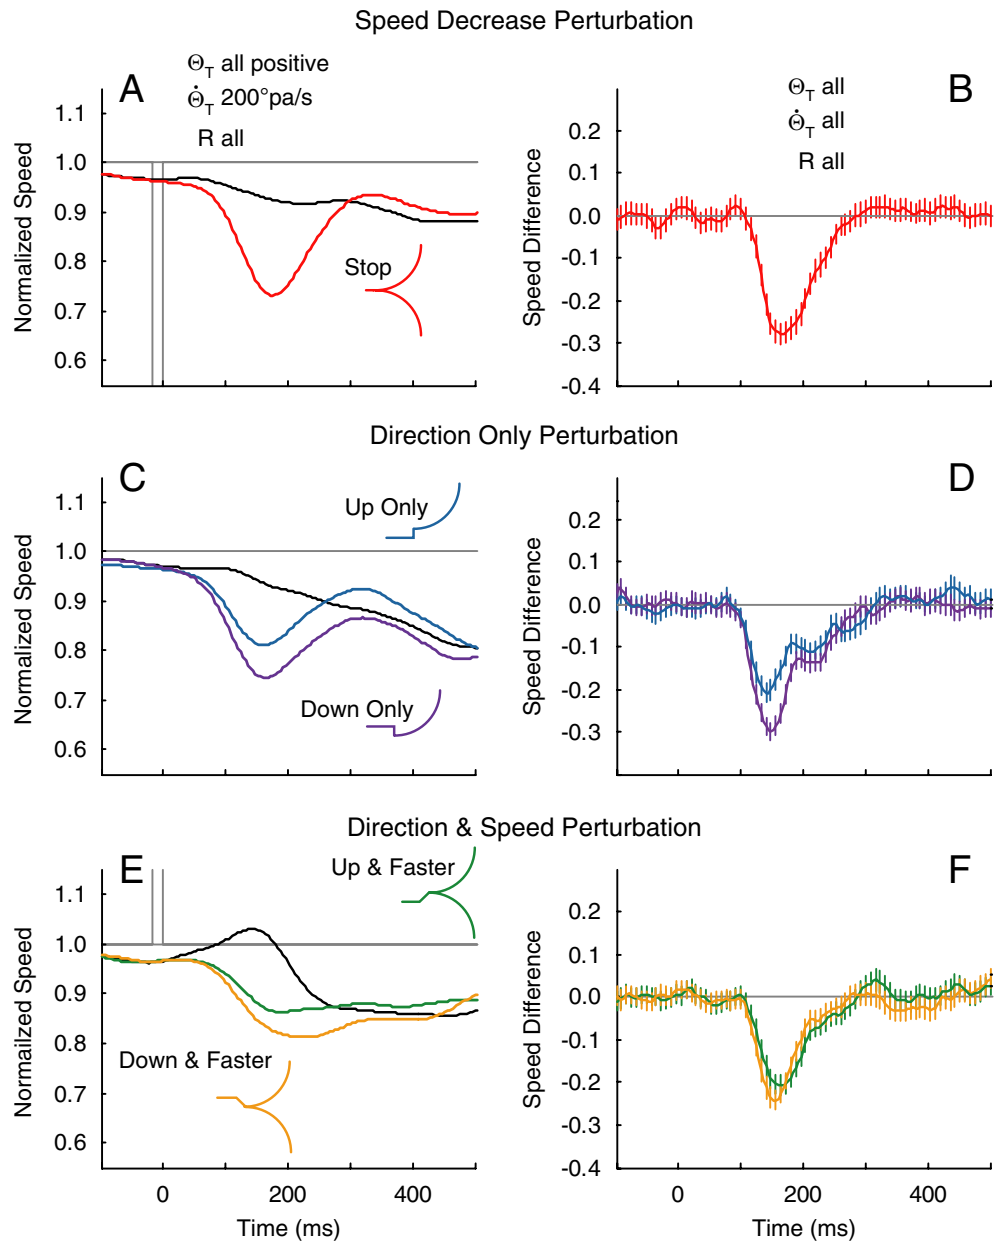 Speed Decrease Perturbation
A
Θ_T all positive
Θ̇_T 200°pa/s
R all
1.1
1.0
0.9
0.8
0.7
0.6
Normalized Speed
Stop
B
Θ_T all
Θ̇_T all
R all
0.2
0.1
0.0
-0.1
-0.2
-0.3
-0.4
Speed Difference
Direction Only Perturbation
C
1.1
1.0
0.9
0.8
0.7
0.6
Normalized Speed
Up Only
Down Only
D
0.2
0.1
0.0
-0.1
-0.2
-0.3
Speed Difference
Direction & Speed Perturbation
E
1.1
1.0
0.9
0.8
0.7
0.6
Normailzed Speed
Up & Faster
Down & Faster
0
200
400
Time (ms)
F
0.2
0.1
0.0
-0.1
-0.2
-0.3
-0.4
Speed Difference
0
200
400
Time (ms)